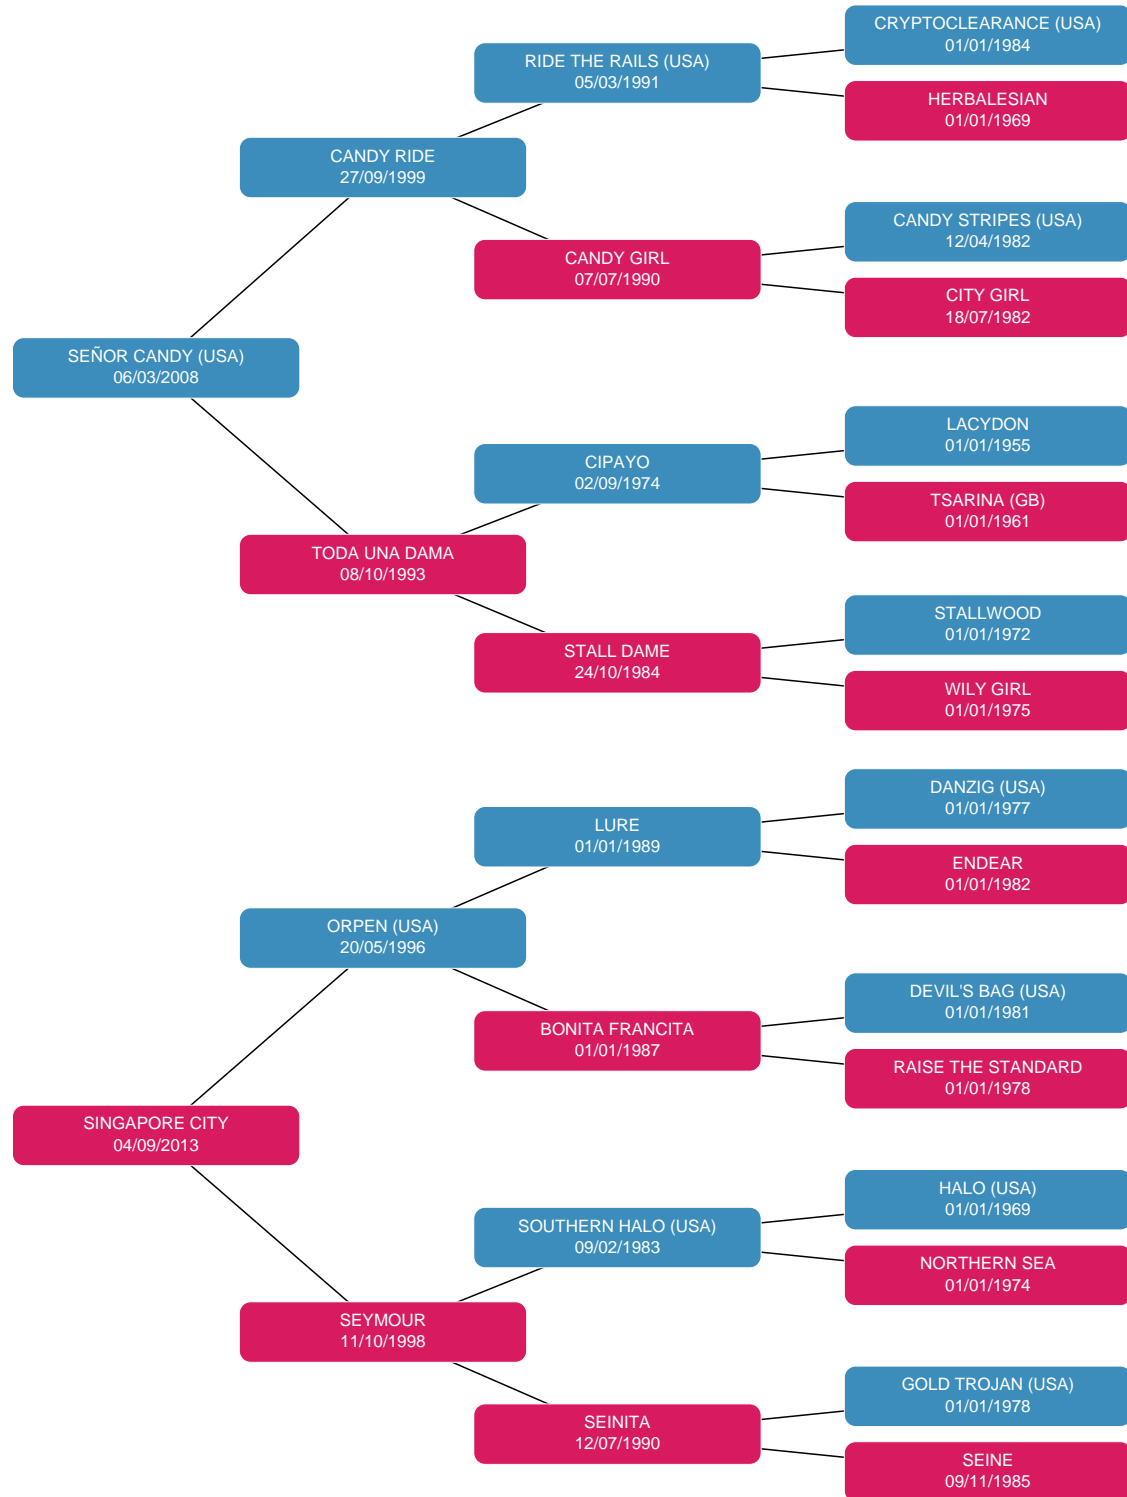 CRYPTOCLEARANCE (USA)
01/01/1984
RIDE THE RAILS (USA)
05/03/1991
HERBALESIAN
01/01/1969
CANDY RIDE
27/09/1999
CANDY STRIPES (USA)
12/04/1982
CANDY GIRL
07/07/1990
CITY GIRL
18/07/1982
SEÑOR CANDY (USA)
06/03/2008
LACYDON
01/01/1955
CIPAYO
02/09/1974
TSARINA (GB)
01/01/1961
TODA UNA DAMA
08/10/1993
STALLWOOD
01/01/1972
STALL DAME
24/10/1984
WILY GIRL
01/01/1975
DANZIG (USA)
01/01/1977
LURE
01/01/1989
ENDEAR
01/01/1982
ORPEN (USA)
20/05/1996
DEVIL'S BAG (USA)
01/01/1981
BONITA FRANCITA
01/01/1987
RAISE THE STANDARD
01/01/1978
SINGAPORE CITY
04/09/2013
HALO (USA)
01/01/1969
SOUTHERN HALO (USA)
09/02/1983
NORTHERN SEA
01/01/1974
SEYMOUR
11/10/1998
GOLD TROJAN (USA)
01/01/1978
SEINITA
12/07/1990
SEINE
09/11/1985